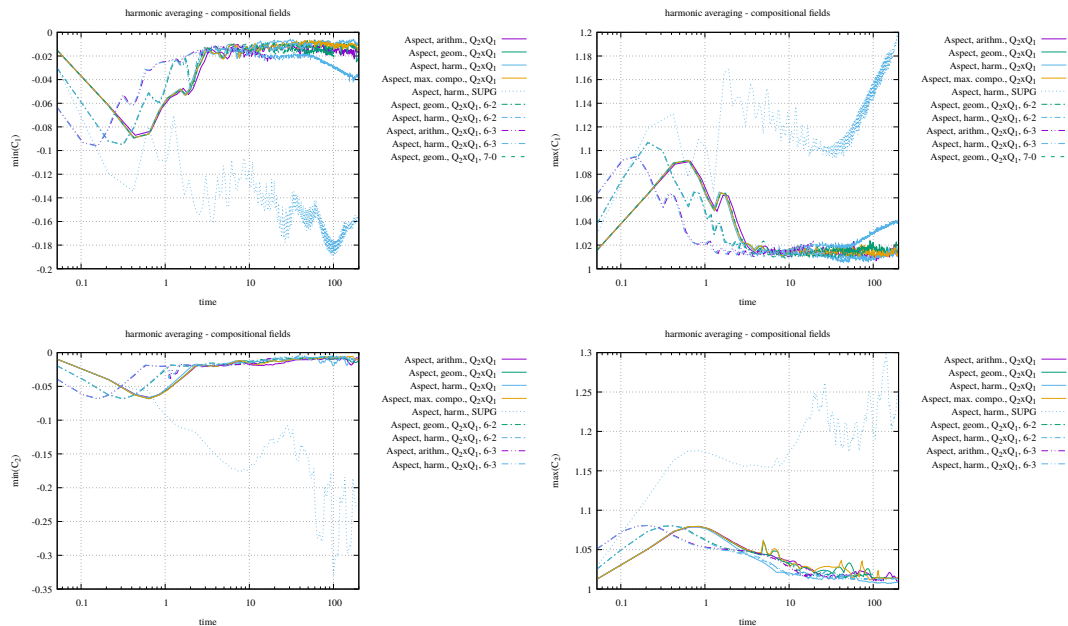 harmonic averaging - compositional fields
min(C₁)
0
-0.02
-0.04
-0.06
-0.08
-0.1
-0.12
-0.14
-0.16
-0.18
-0.2
0.1
1
10
100
time
Aspect, arithm., Q₂xQ₁
Aspect, geom., Q₂xQ₁
Aspect, harm., Q₂xQ₁
Aspect, max. compo., Q₂xQ₁
Aspect, harm., SUPG
Aspect, geom., Q₂xQ₁, 6-2
Aspect, harm., Q₂xQ₁, 6-2
Aspect, arithm., Q₂xQ₁, 6-3
Aspect, harm., Q₂xQ₁, 6-3
Aspect, geom., Q₂xQ₁, 7-0
harmonic averaging - compositional fields
max(C₁)
1.2
1.18
1.16
1.14
1.12
1.1
1.08
1.06
1.04
1.02
1
0.1
1
10
100
time
Aspect, arithm., Q₂xQ₁
Aspect, geom., Q₂xQ₁
Aspect, harm., Q₂xQ₁
Aspect, max. compo., Q₂xQ₁
Aspect, harm., SUPG
Aspect, geom., Q₂xQ₁, 6-2
Aspect, harm., Q₂xQ₁, 6-2
Aspect, arithm., Q₂xQ₁, 6-3
Aspect, harm., Q₂xQ₁, 6-3
Aspect, geom., Q₂xQ₁, 7-0
harmonic averaging - compositional fields
min(C₂)
0
-0.05
-0.1
-0.15
-0.2
-0.25
-0.3
-0.35
0.1
1
10
100
time
Aspect, arithm., Q₂xQ₁
Aspect, geom., Q₂xQ₁
Aspect, harm., Q₂xQ₁
Aspect, max. compo., Q₂xQ₁
Aspect, harm., SUPG
Aspect, geom., Q₂xQ₁, 6-2
Aspect, harm., Q₂xQ₁, 6-2
Aspect, arithm., Q₂xQ₁, 6-3
Aspect, harm., Q₂xQ₁, 6-3
harmonic averaging - compositional fields
max(C₂)
1.3
1.25
1.2
1.15
1.1
1.05
1
0.1
1
10
100
time
Aspect, arithm., Q₂xQ₁
Aspect, geom., Q₂xQ₁
Aspect, harm., Q₂xQ₁
Aspect, max. compo., Q₂xQ₁
Aspect, harm., SUPG
Aspect, geom., Q₂xQ₁, 6-2
Aspect, harm., Q₂xQ₁, 6-2
Aspect, arithm., Q₂xQ₁, 6-3
Aspect, harm., Q₂xQ₁, 6-3